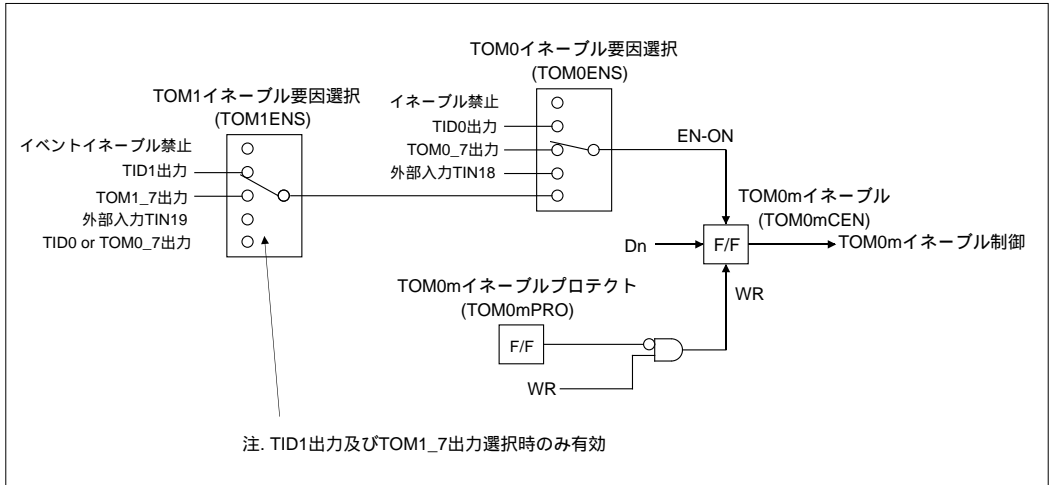 TOM0イネーブル要因選択
(TOM0ENS)
TOM1イネーブル要因選択
(TOM1ENS)
イネーブル禁止
TID0出力
TOM0_7出力
外部入力TIN18
イベントイネーブル禁止
TID1出力
TOM1_7出力
外部入力TIN19
TID0 or TOM0_7出力
EN-ON
TOM0mイネーブル
(TOM0mCEN)
Dn
F/F
TOM0mイネーブル制御
WR
TOM0mイネーブルプロテクト
(TOM0mPRO)
F/F
WR
注. TID1出力及びTOM1_7出力選択時のみ有効